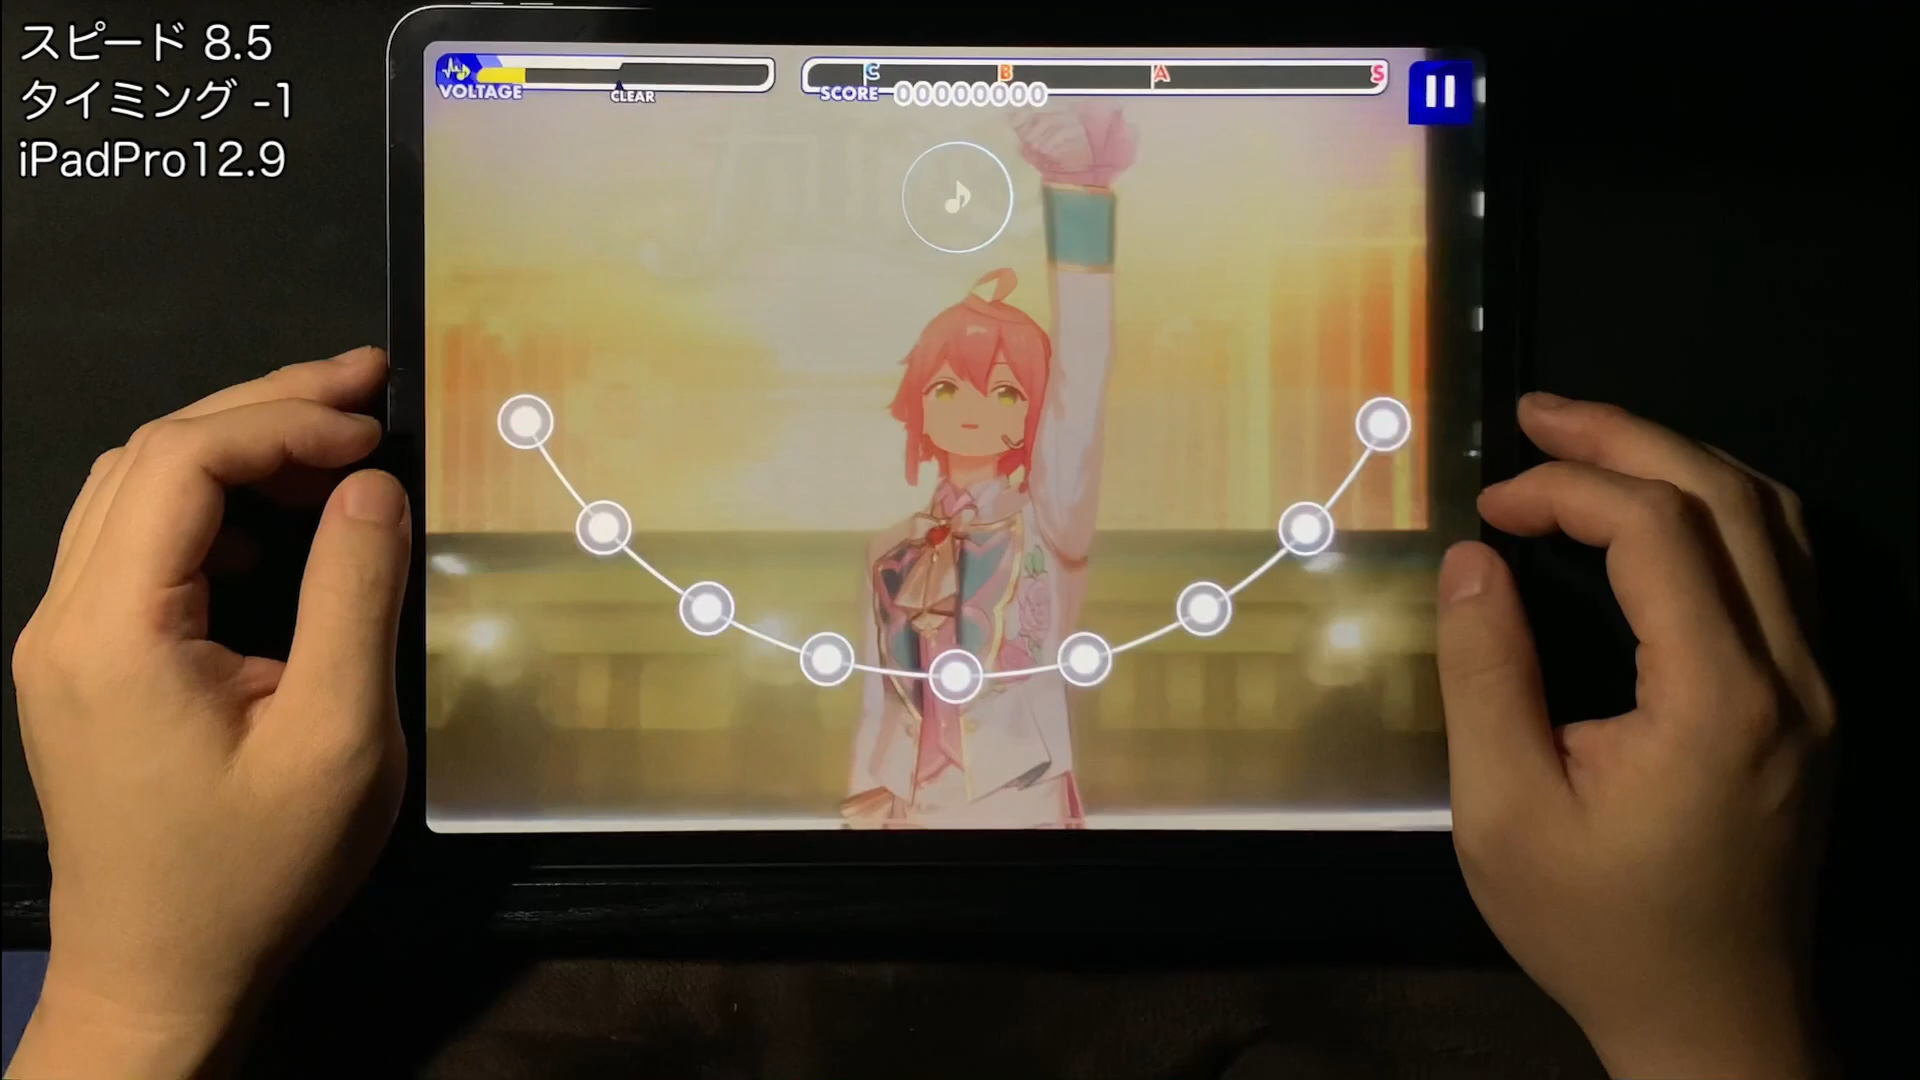 スピード 8.5
タイミング -1
iPadPro12.9
VOLTAGE
CLEAR
C B A S
SCORE 00000000